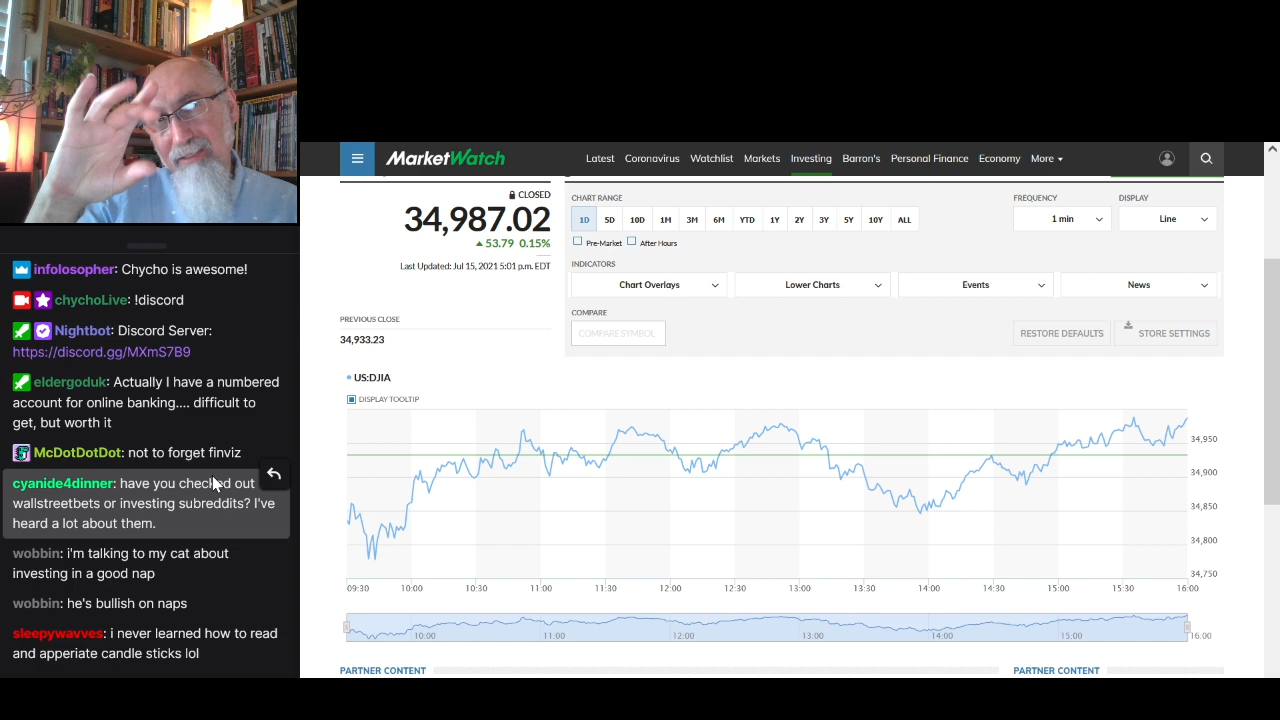 infolosopher: Chycho is awesome!
chychoLive: !discord
Nightbot: Discord Server:
https://discord.gg/MXmS7B9
eldergoduk: Actually I have a numbered
account for online banking.... difficult to
get, but worth it
McDotDotDot: not to forget finviz
cyanide4dinner: have you checked out
wallstreetbets or investing subreddits? I've
heard a lot about them.
wobbin: i'm talking to my cat about
investing in a good nap
wobbin: he's bullish on naps
sleepywavves: i never learned how to read
and apperiate candle sticks lol
MarketWatch
Latest Coronavirus Watchlist Markets Investing Barron's Personal Finance Economy More
CLOSED
34,987.02
53.79 0.15%
Last Updated: Jul 15, 2021 5:01 p.m. EDT
PREVIOUS CLOSE
34,933.23
CHART RANGE
1D 5D 10D 1M 3M 6M YTD 1Y 2Y 3Y 5Y 10Y ALL
FREQUENCY
1 min
DISPLAY
Line
Pre-Market After Hours
INDICATORS
Chart Overlays Lower Charts Events News
COMPARE
COMPARE SYMBOL
RESTORE DEFAULTS STORE SETTINGS
US:DJIA
DISPLAY TOOLTIP
34,950
34,900
34,850
34,800
34,750
09:30 10:00 10:30 11:00 11:30 12:00 12:30 13:00 13:30 14:00 14:30 15:00 15:30 16:00
10:00 11:00 12:00 13:00 14:00 15:00 16:00
PARTNER CONTENT PARTNER CONTENT